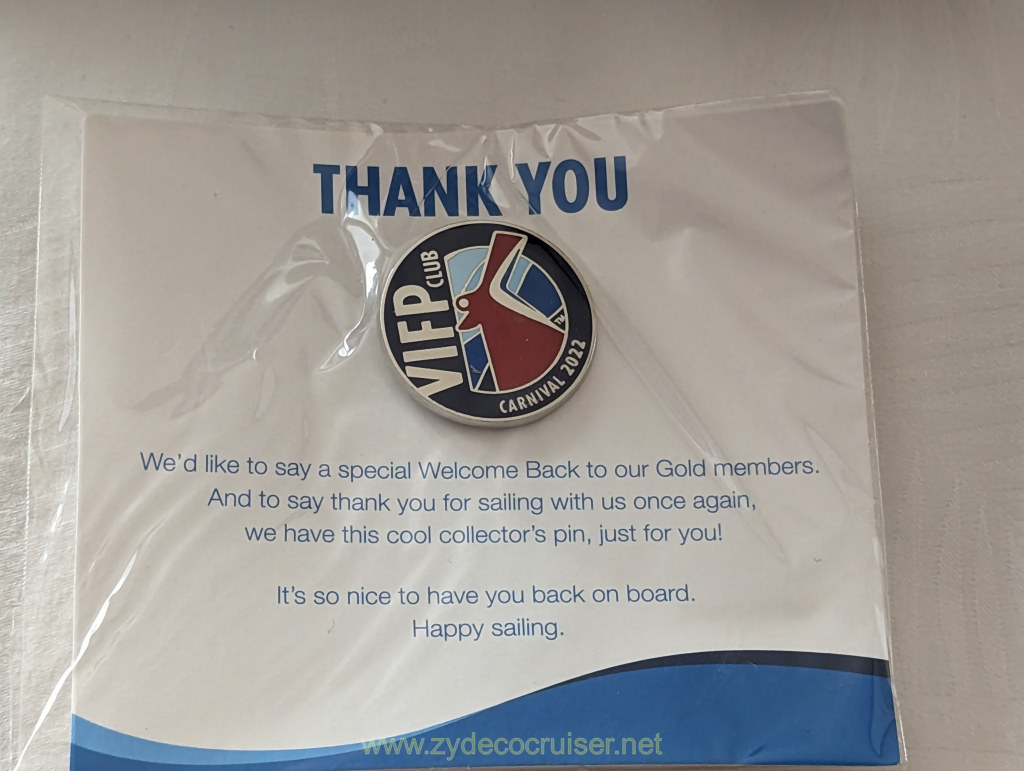 THANK YOU
VIFP CLUB
CARNIVAL 2022
TM
We'd like to say a special Welcome Back to our Gold members.
And to say thank you for sailing with us once again,
we have this cool collector's pin, just for you!
It's so nice to have you back on board.
Happy sailing.
www.zydecocruiser.net